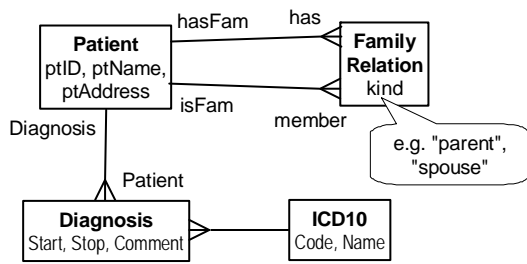 hasFam
has
Patient
ptID, ptName,
ptAddress
Family
Relation
kind
isFam
member
Diagnosis
e.g. "parent",
"spouse"
Patient
Diagnosis
Start, Stop, Comment
ICD10
Code, Name